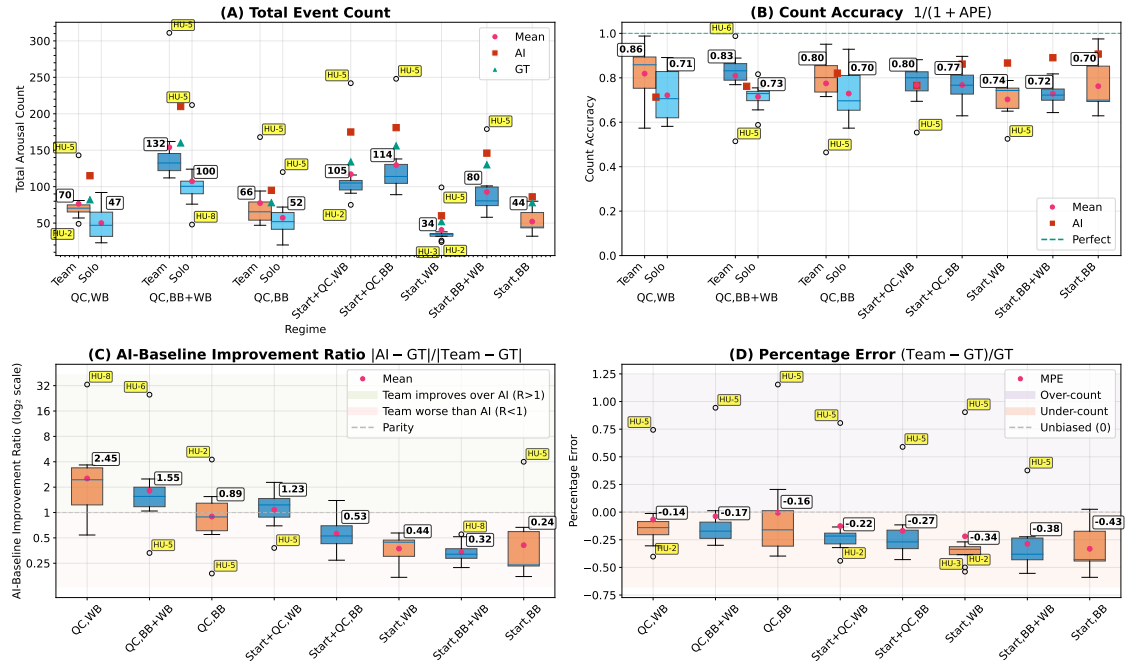 (A) Total Event Count
Total Arousal Count
300
250
200
150
100
50
HU-5
HU-2
70
47
HU-5
132
HU-5
100
HU-8
HU-5
66
HU-5
52
HU-5
105
HU-2
HU-5
114
34
HU-5
HU-3
HU-2
HU-5
80
44
Mean
AI
GT
Team
Solo
QC,WB
Team
Solo
QC,BB+WB
Team
Solo
QC,BB
Start+QC,WB
Start+QC,BB
Start,WB
Start,BB+WB
Start,BB
Regime
(B) Count Accuracy 1/(1 + APE)
Count Accuracy
1.0
0.8
0.6
0.4
0.2
0.0
0.86
0.71
HU-6
0.83
HU-5
0.73
0.80
HU-5
0.70
0.80
HU-5
0.77
0.74
HU-5
0.72
0.70
Mean
AI
Perfect
Team
Solo
QC,WB
Team
Solo
QC,BB+WB
Team
Solo
QC,BB
Start+QC,WB
Start+QC,BB
Start,WB
Start,BB+WB
Start,BB
(C) AI-Baseline Improvement Ratio |AI − GT|/|Team − GT|
AI-Baseline Improvement Ratio (log₂ scale)
32
16
8
4
2
1
0.5
0.25
HU-8
2.45
HU-6
1.55
HU-5
HU-2
0.89
HU-5
1.23
HU-5
0.53
0.44
HU-8
0.32
HU-5
0.24
Mean
Team improves over AI (R>1)
Team worse than AI (R<1)
Parity
QC,WB
QC,BB+WB
QC,BB
Start+QC,WB
Start+QC,BB
Start,WB
Start,BB+WB
Start,BB
(D) Percentage Error (Team − GT)/GT
Percentage Error
1.25
1.00
0.75
0.50
0.25
0.00
−0.25
−0.50
−0.75
HU-5
-0.14
HU-2
HU-5
-0.17
HU-5
-0.16
HU-5
-0.22
HU-2
HU-5
-0.27
HU-5
-0.34
HU-3
HU-2
HU-5
-0.38
-0.43
MPE
Over-count
Under-count
Unbiased (0)
QC,WB
QC,BB+WB
QC,BB
Start+QC,WB
Start+QC,BB
Start,WB
Start,BB+WB
Start,BB